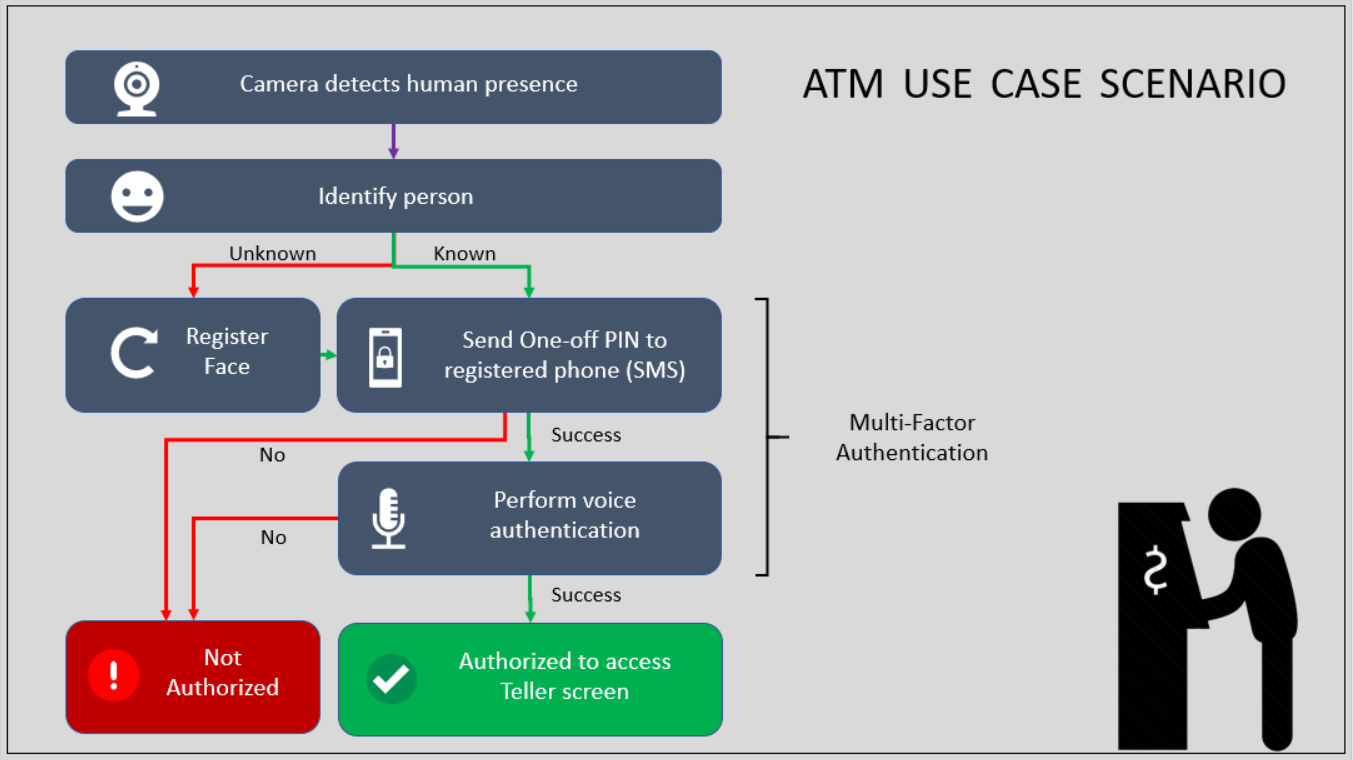 ATM USE CASE SCENARIO
Camera detects human presence
Identify person
Unknown
Known
Register
Face
Send One-off PIN to
registered phone (SMS)
Multi-Factor
Authentication
Success
No
Perform voice
authentication
No
Success
Not
Authorized
Authorized to access
Teller screen
$